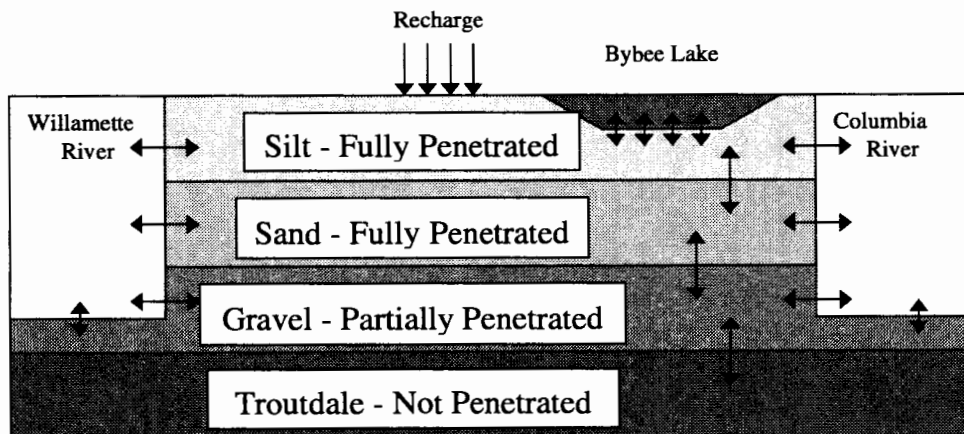 Recharge
Bybee Lake
Willamette
River
Columbia
River
Silt - Fully Penetrated
Sand - Fully Penetrated
Gravel - Partially Penetrated
Troutdale - Not Penetrated